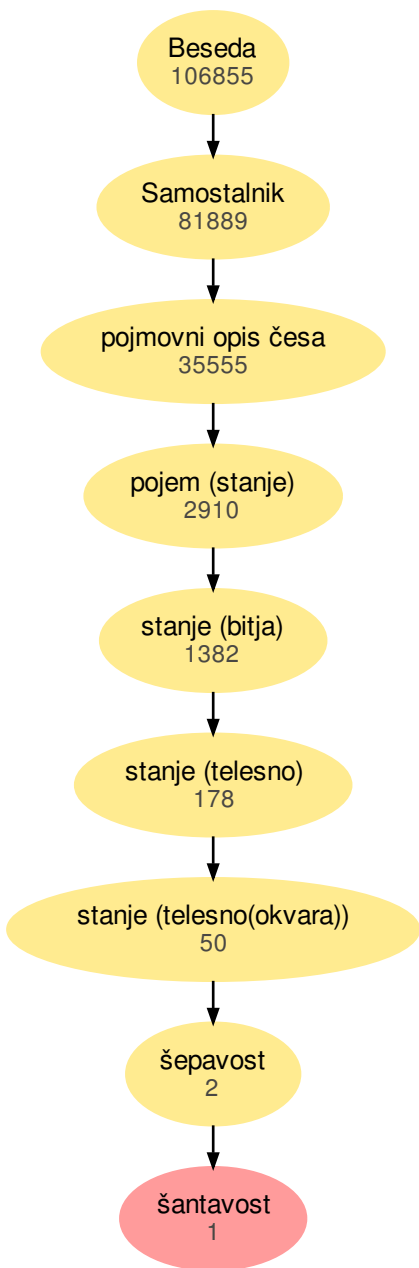 Beseda
106855
Samostalnik
81889
pojmovni opis česa
35555
pojem (stanje)
2910
stanje (bitja)
1382
stanje (telesno)
178
stanje (telesno(okvara))
50
šepavost
2
šantavost
1